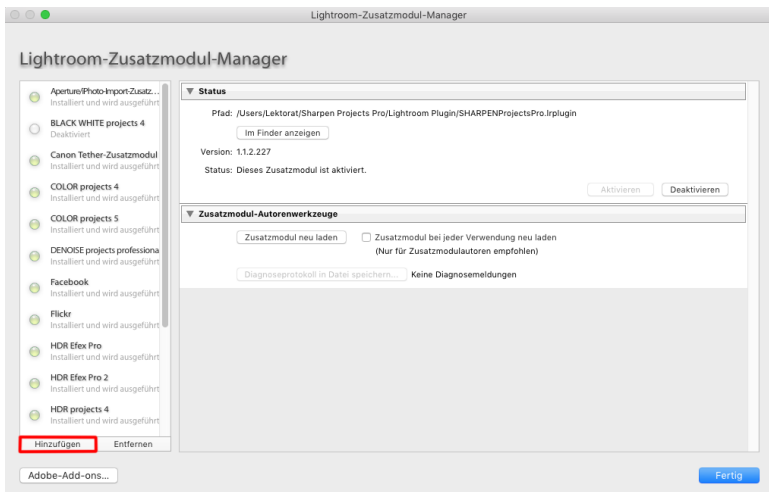 Lightroom-Zusatzmodul-Manager
Lightroom-Zusatzmodul-Manager
Aperture/iPhoto-Import-Zusatz...
Installiert und wird ausgeführt
BLACK WHITE projects 4
Deaktiviert
Canon Tether-Zusatzmodul
Installiert und wird ausgeführt
COLOR projects 4
Installiert und wird ausgeführt
COLOR projects 5
Installiert und wird ausgeführt
DENOISE projects professiona
Installiert und wird ausgeführt
Facebook
Installiert und wird ausgeführt
Flickr
Installiert und wird ausgeführt
HDR Efex Pro
Installiert und wird ausgeführt
HDR Efex Pro 2
Installiert und wird ausgeführt
HDR projects 4
Installiert und wird ausgeführt
Hinzufügen Entfernen
Status
Pfad: /Users/Lektorat/Sharpen Projects Pro/Lightroom Plugin/SHARPENProjectsPro.lrplugin
Im Finder anzeigen
Version: 1.1.2.227
Status: Dieses Zusatzmodul ist aktiviert.
Aktivieren Deaktivieren
Zusatzmodul-Autorenwerkzeuge
Zusatzmodul neu laden Zusatzmodul bei jeder Verwendung neu laden
(Nur für Zusatzmodulautoren empfohlen)
Diagnoseprotokoll in Datei speichern... Keine Diagnosemeldungen
Adobe-Add-ons... Fertig